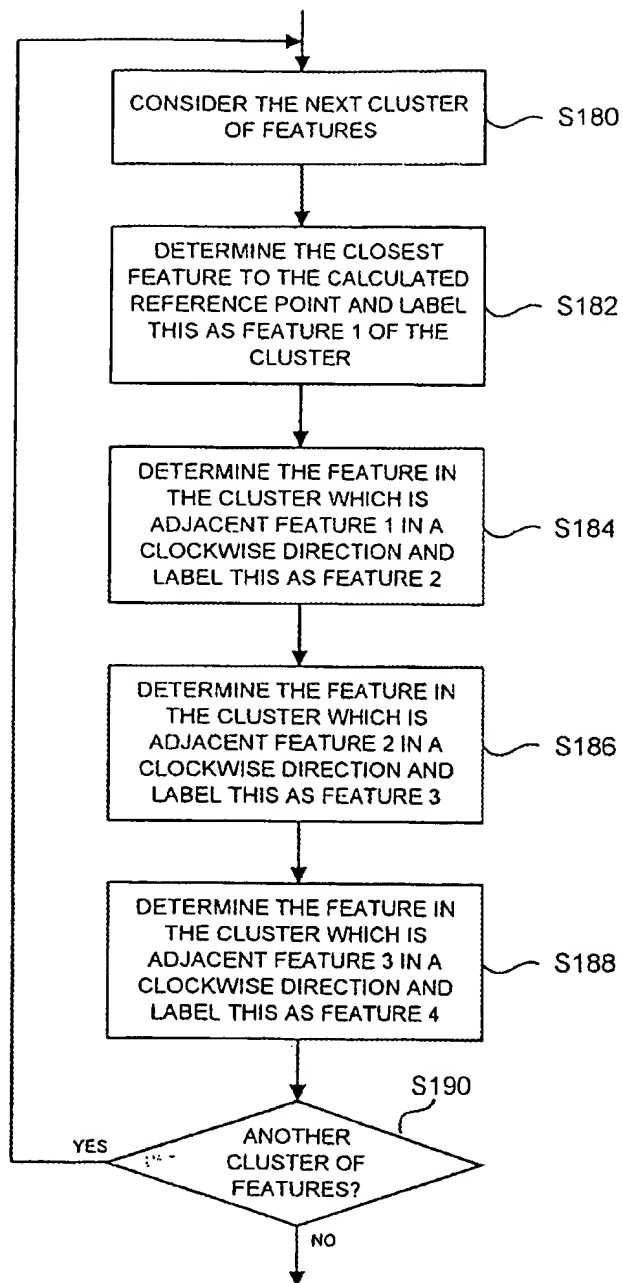 CONSIDER THE NEXT CLUSTER
OF FEATURES
S180
DETERMINE THE CLOSEST
FEATURE TO THE CALCULATED
REFERENCE POINT AND LABEL
THIS AS FEATURE 1 OF THE
CLUSTER
S182
DETERMINE THE FEATURE IN
THE CLUSTER WHICH IS
ADJACENT FEATURE 1 IN A
CLOCKWISE DIRECTION AND
LABEL THIS AS FEATURE 2
S184
DETERMINE THE FEATURE IN
THE CLUSTER WHICH IS
ADJACENT FEATURE 2 IN A
CLOCKWISE DIRECTION AND
LABEL THIS AS FEATURE 3
S186
DETERMINE THE FEATURE IN
THE CLUSTER WHICH IS
ADJACENT FEATURE 3 IN A
CLOCKWISE DIRECTION AND
LABEL THIS AS FEATURE 4
S188
S190
YES
ANOTHER
CLUSTER OF
FEATURES?
NO